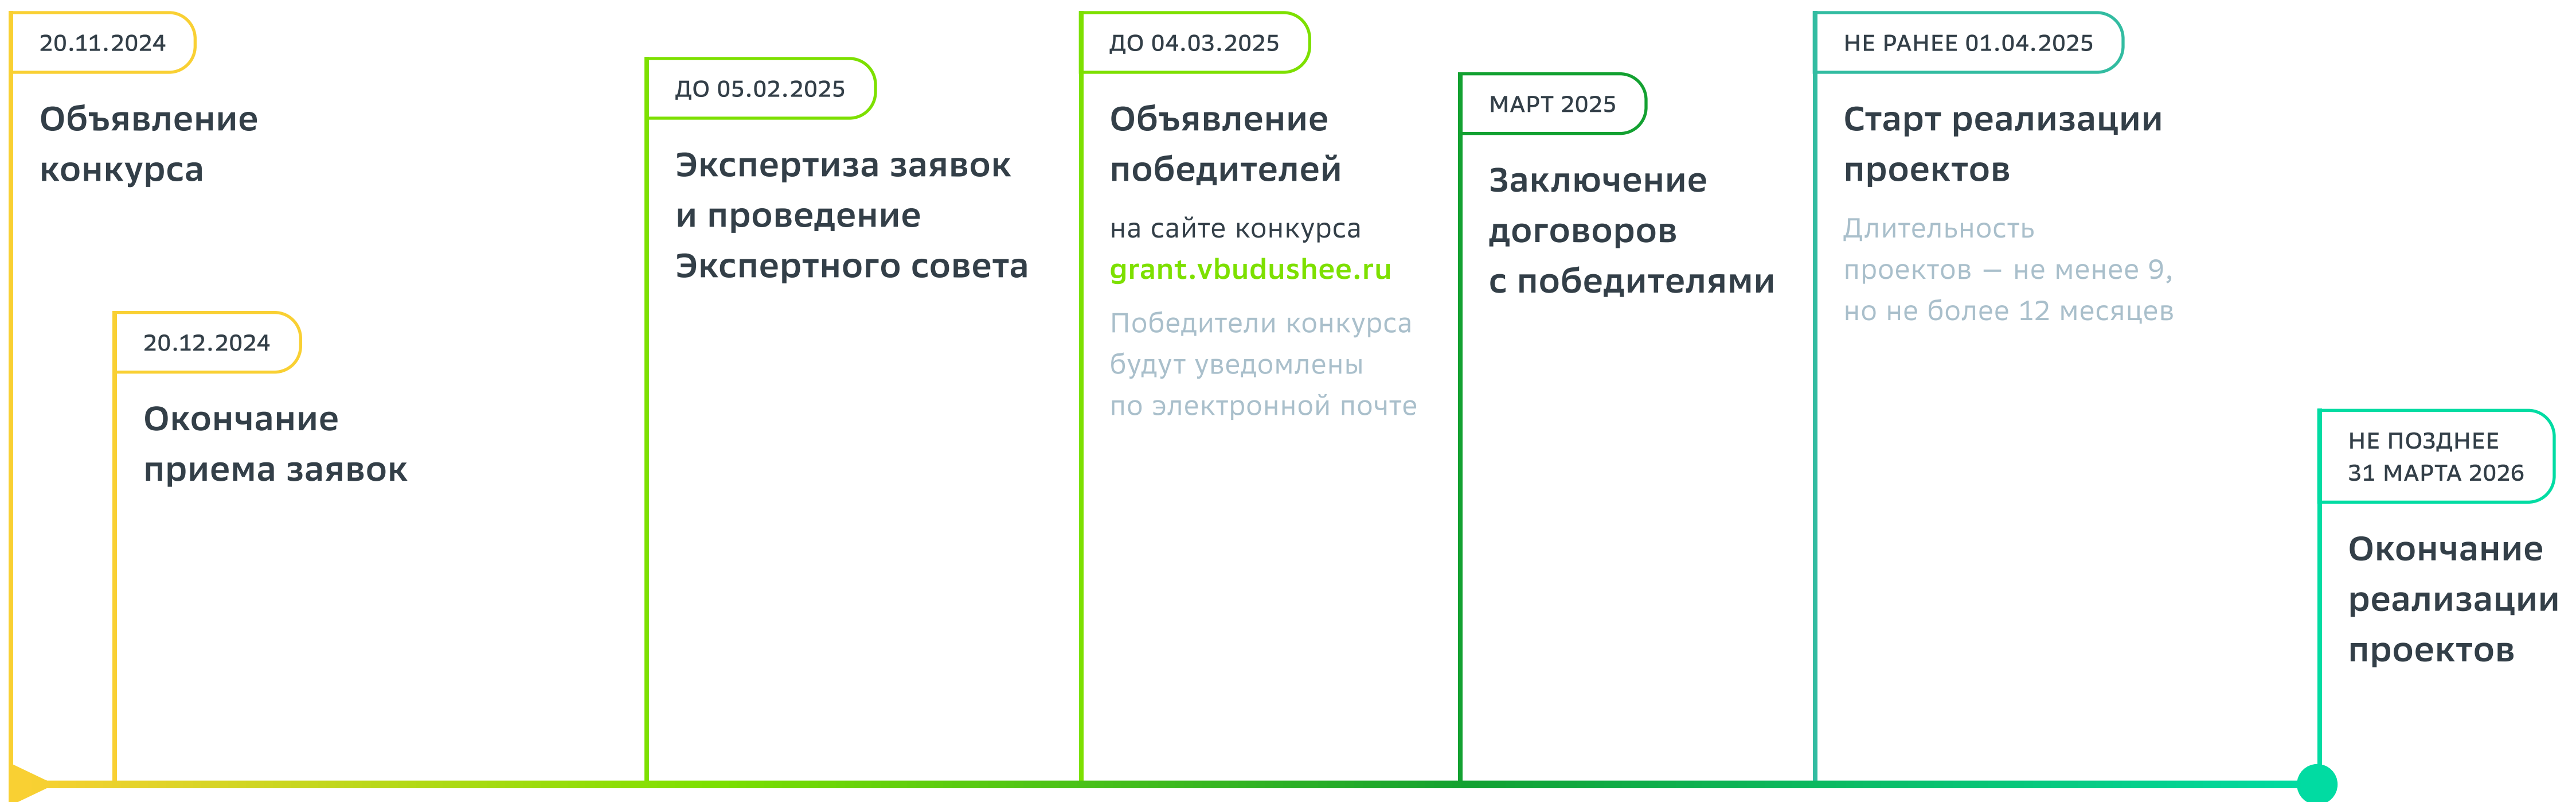 20.11.2024
Объявление
конкурса
20.12.2024
Окончание
приема заявок
ДО 05.02.2025
Экспертиза заявок
и проведение
Экспертного совета
ДО 04.03.2025
Объявление
победителей
на сайте конкурса
grant.vbudushee.ru
Победители конкурса
будут уведомлены
по электронной почте
МАРТ 2025
Заключение
договоров
с победителями
НЕ РАНЕЕ 01.04.2025
Старт реализации
проектов
Длительность
проектов – не менее 9,
но не более 12 месяцев
НЕ ПОЗДНЕЕ
31 МАРТА 2026
Окончание
реализации
проектов